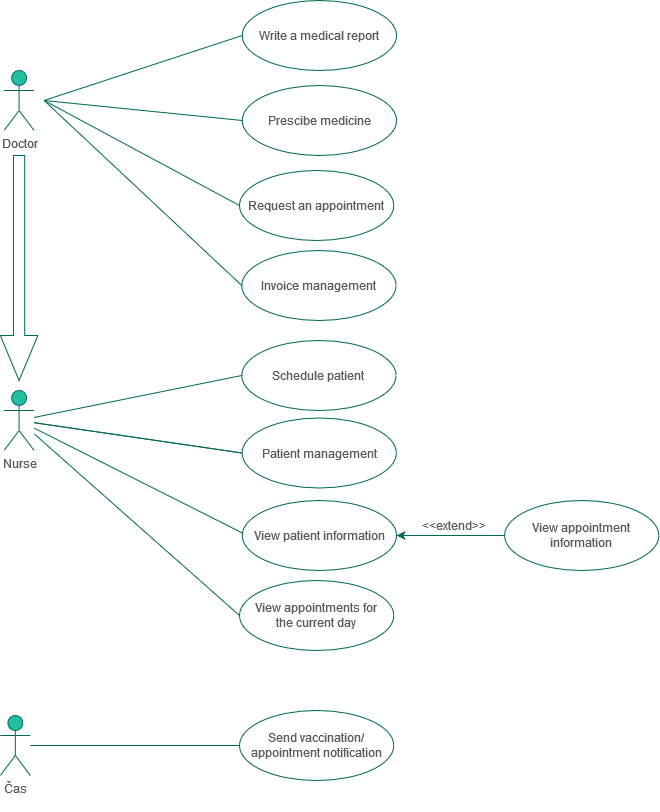 Write a medical report
Prescibe medicine
Doctor
Request an appointment
Invoice management
Schedule patient
Patient management
Nurse
View patient information
<<extend>>
View appointment
information
View appointments for
the current day
Send vaccination/
appointment notification
Čas